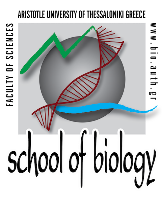 ARISTOTLE UNIVERSITY OF THESSALONIKI GREECE
FACULTY OF SCIENCES
www.bio.auth.gr
school of biology